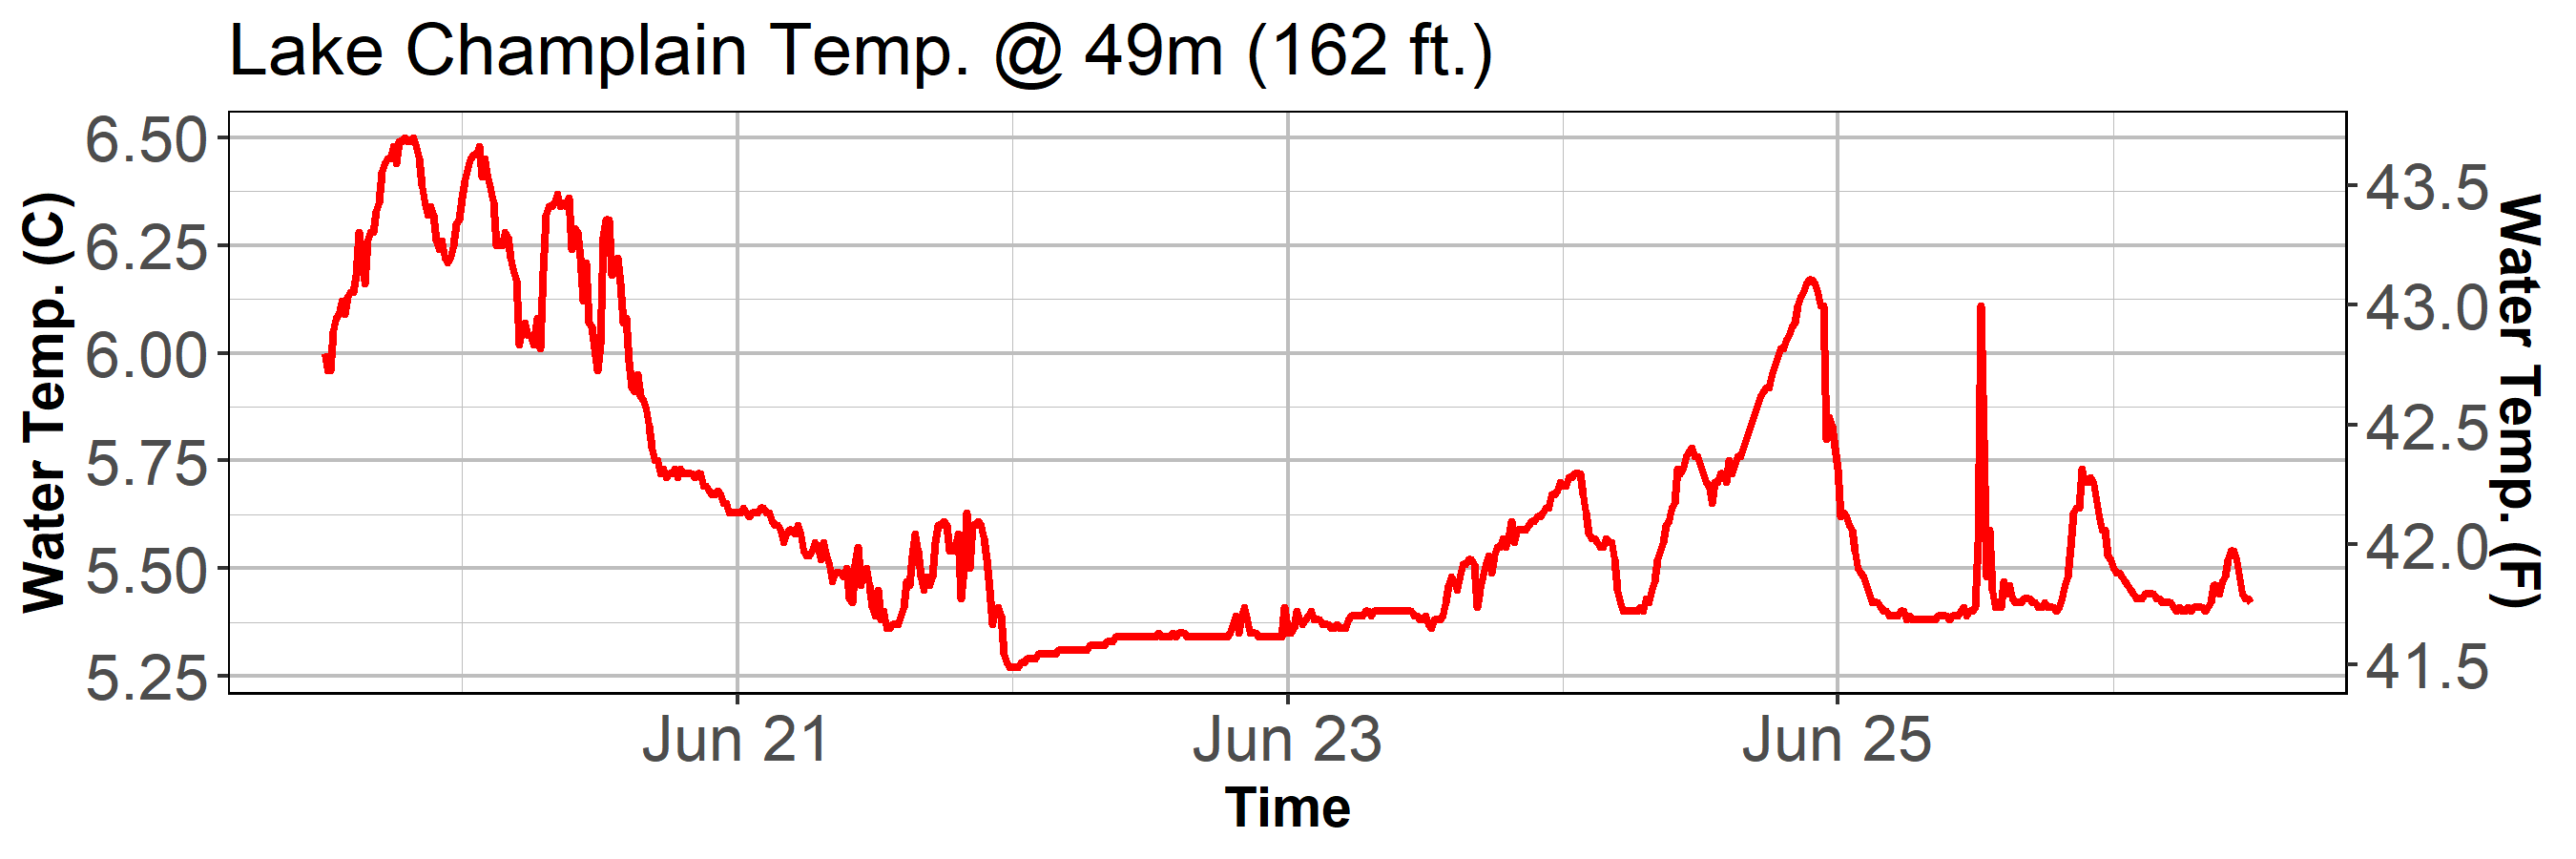 Lake Champlain Temp. @ 49m (162 ft.)
Water Temp. (C)
6.50
6.25
6.00
5.75
5.50
5.25
43.5
43.0
42.5
42.0
41.5
Water Temp. (F)
Jun 21
Jun 23
Jun 25
Time